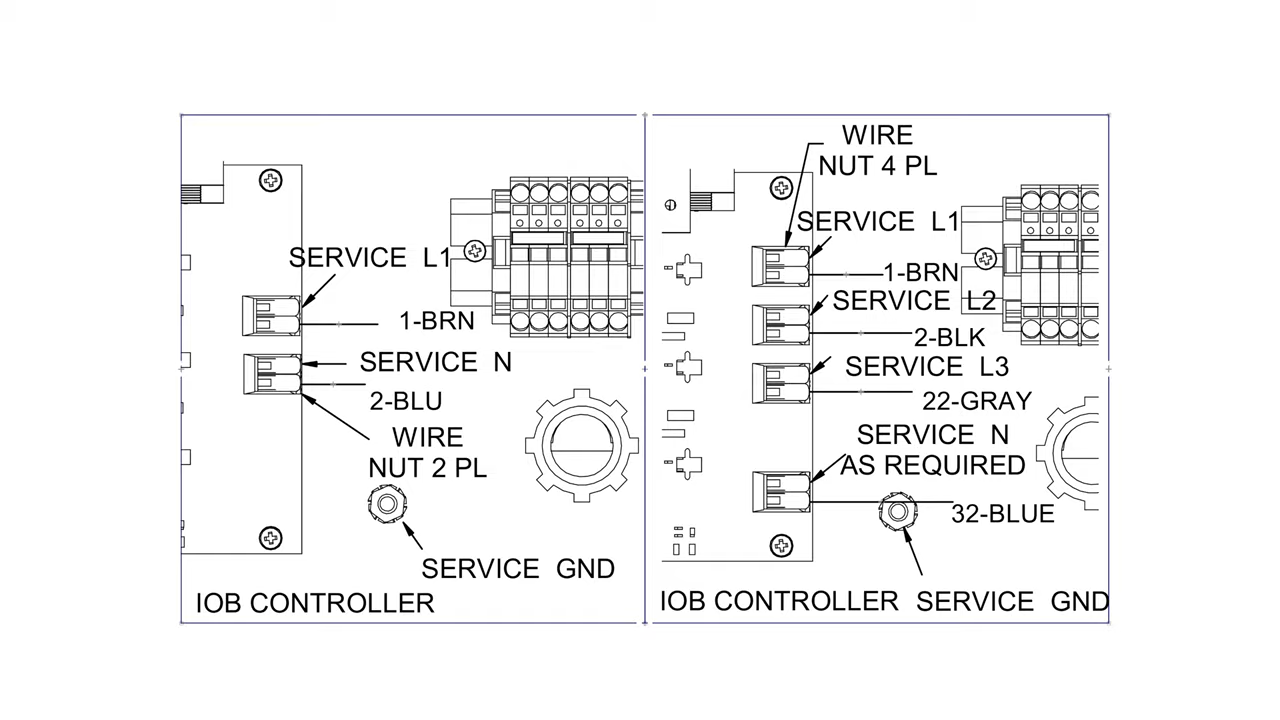 SERVICE L1
1-BRN
SERVICE N
2-BLU
WIRE
NUT 2 PL
SERVICE GND
IOB CONTROLLER
WIRE
NUT 4 PL
SERVICE L1
1-BRN
SERVICE L2
2-BLK
SERVICE L3
22-GRAY
SERVICE N
AS REQUIRED
32-BLUE
IOB CONTROLLER SERVICE GND